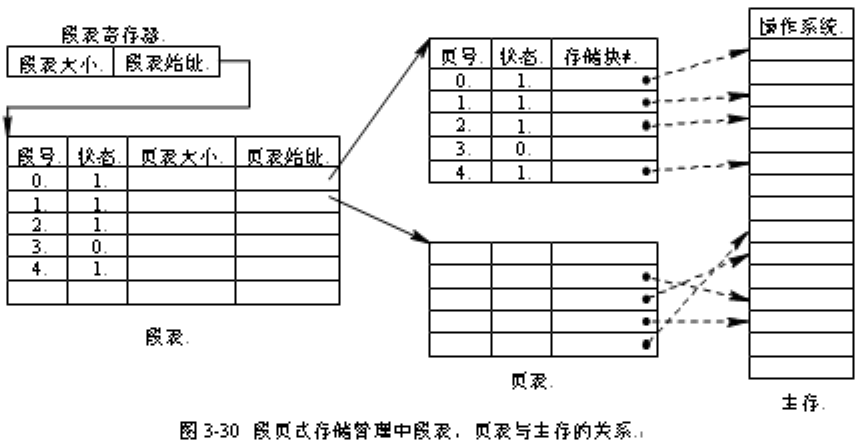 段表寄存器.
段表大小. 段表始址.
段号. 状态. 页表大小. 页表始址.
0. 1.
1. 1.
2. 1.
3. 0.
4. 1.
段表.
页号. 状态. 存储块#.
0. 1.
1. 1.
2. 1.
3. 0.
4. 1.
页表.
操作系统.
主存.
图 3-30 段页式存储管理中段表，页表与主存的关系.